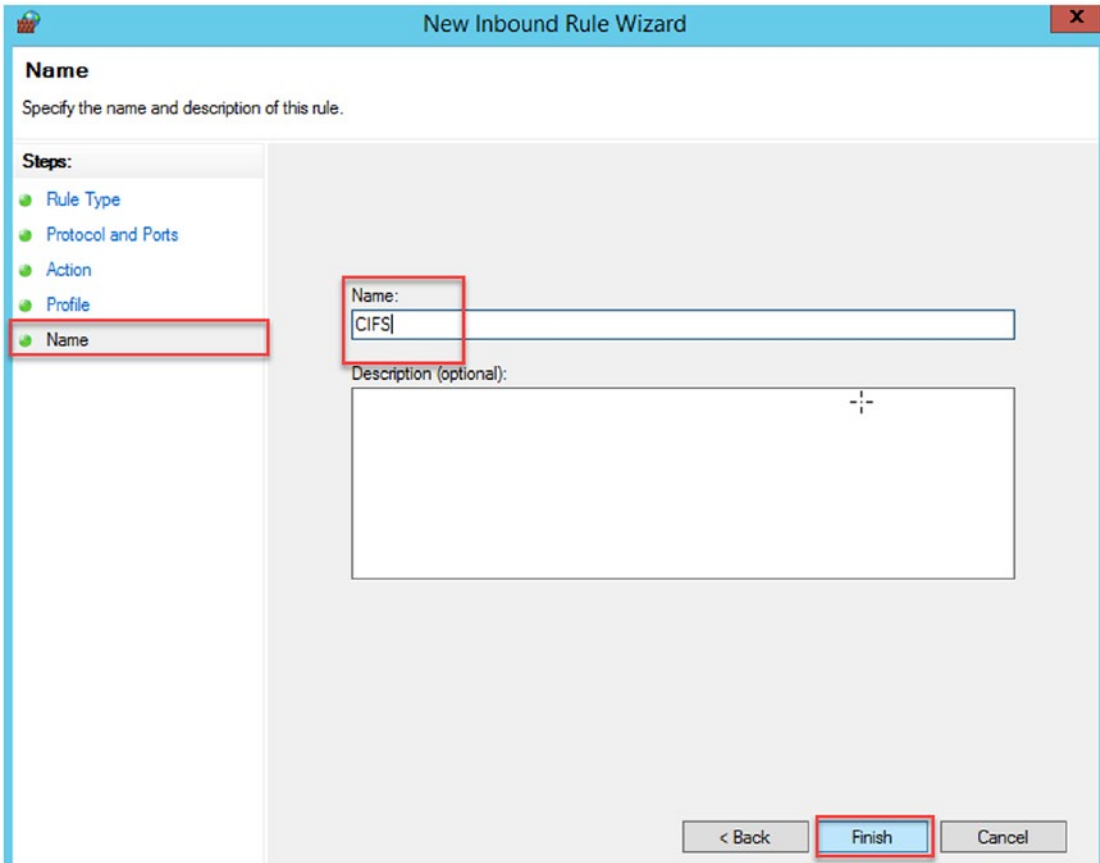 New Inbound Rule Wizard
X
Name
Specify the name and description of this rule.
Steps:
Rule Type
Protocol and Ports
Action
Profile
Name
Name:
CIFS
Description (optional):
< Back
Finish
Cancel